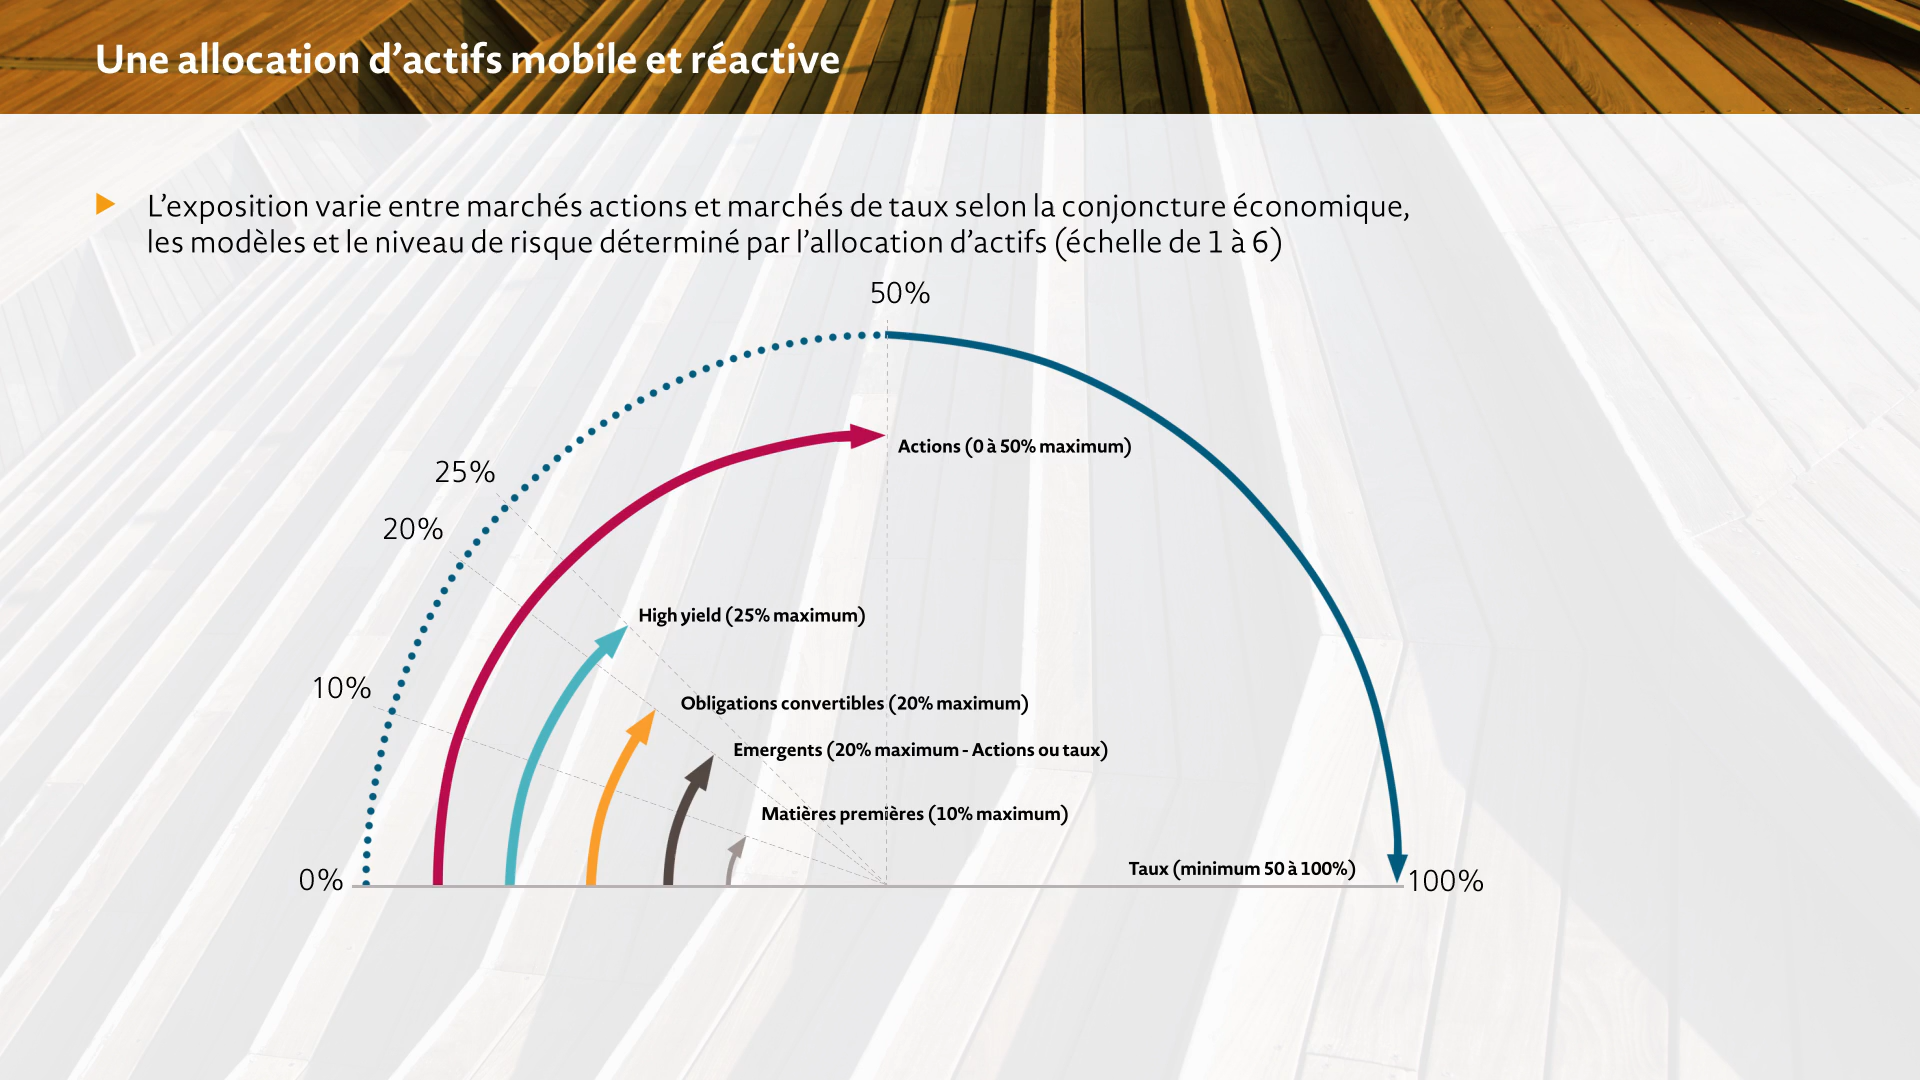 Une allocation d’actifs mobile et réactive
L’exposition varie entre marchés actions et marchés de taux selon la conjoncture économique,
les modèles et le niveau de risque déterminé par l’allocation d’actifs (échelle de 1 à 6)
50%
Actions (0 à 50% maximum)
25%
20%
High yield (25% maximum)
10%
Obligations convertibles (20% maximum)
Emergents (20% maximum - Actions ou taux)
Matières premières (10% maximum)
Taux (minimum 50 à 100%)
0%
100%